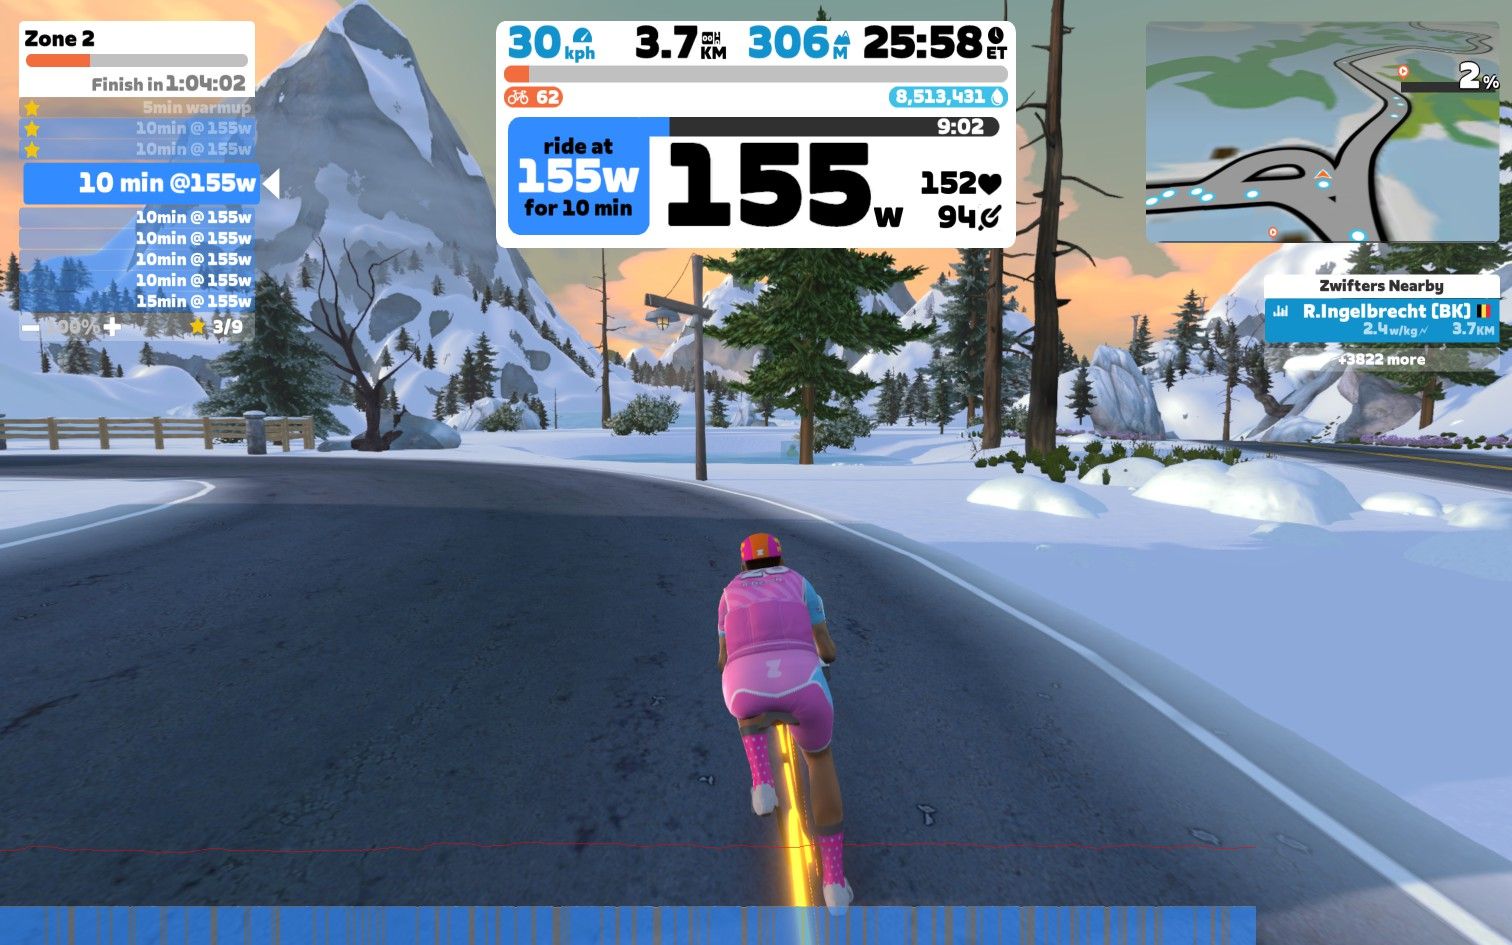 Zone 2
Finish in 1:04:02
5min warmup
10min @ 155w
10min @ 155w
10 min @155w
10min @ 155w
10min @ 155w
10min @ 155w
10min @ 155w
15min @ 155w
100%
3/9
30 kph 3.7 KM 306 M 25:58 ET
62 8,513,431
9:02
ride at
155w
for 10 min
155 w
152
94
2%
Zwifters Nearby
R.Ingelbrecht [BK]
2.4w/kg 3.7KM
+3822 more